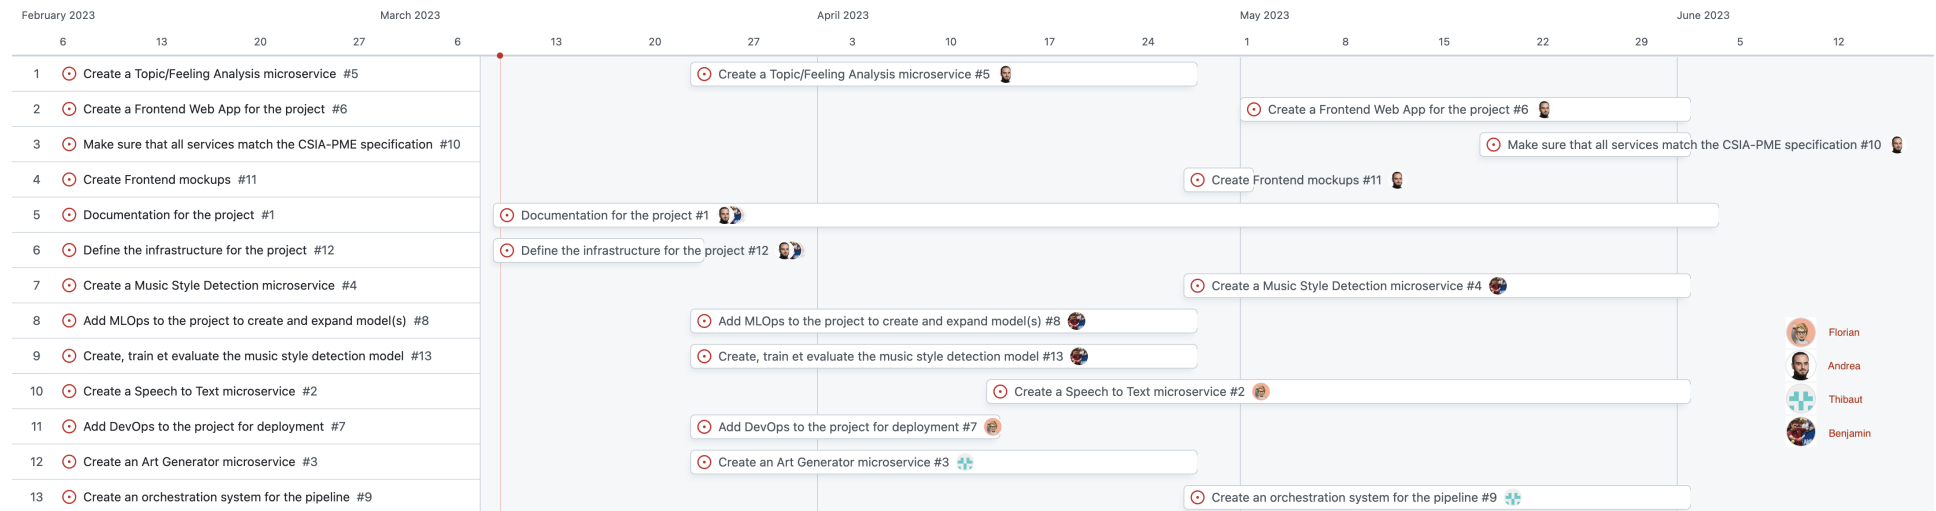 February 2023 March 2023 April 2023 May 2023 June 2023
6 13 20 27 6 13 20 27 3 10 17 24 1 8 15 22 29 5 12
1 Create a Topic/Feeling Analysis microservice #5 Create a Topic/Feeling Analysis microservice #5
2 Create a Frontend Web App for the project #6 Create a Frontend Web App for the project #6
3 Make sure that all services match the CSIA-PME specification #10 Make sure that all services match the CSIA-PME specification #10
4 Create Frontend mockups #11 Create Frontend mockups #11
5 Documentation for the project #1 Documentation for the project #1
6 Define the infrastructure for the project #12 Define the infrastructure for the project #12
7 Create a Music Style Detection microservice #4 Create a Music Style Detection microservice #4
8 Add MLOps to the project to create and expand model(s) #8 Add MLOps to the project to create and expand model(s) #8
Florian
9 Create, train et evaluate the music style detection model #13 Create, train et evaluate the music style detection model #13
Andrea
10 Create a Speech to Text microservice #2 Create a Speech to Text microservice #2
Thibaut
11 Add DevOps to the project for deployment #7 Add DevOps to the project for deployment #7
Benjamin
12 Create an Art Generator microservice #3 Create an Art Generator microservice #3
13 Create an orchestration system for the pipeline #9 Create an orchestration system for the pipeline #9